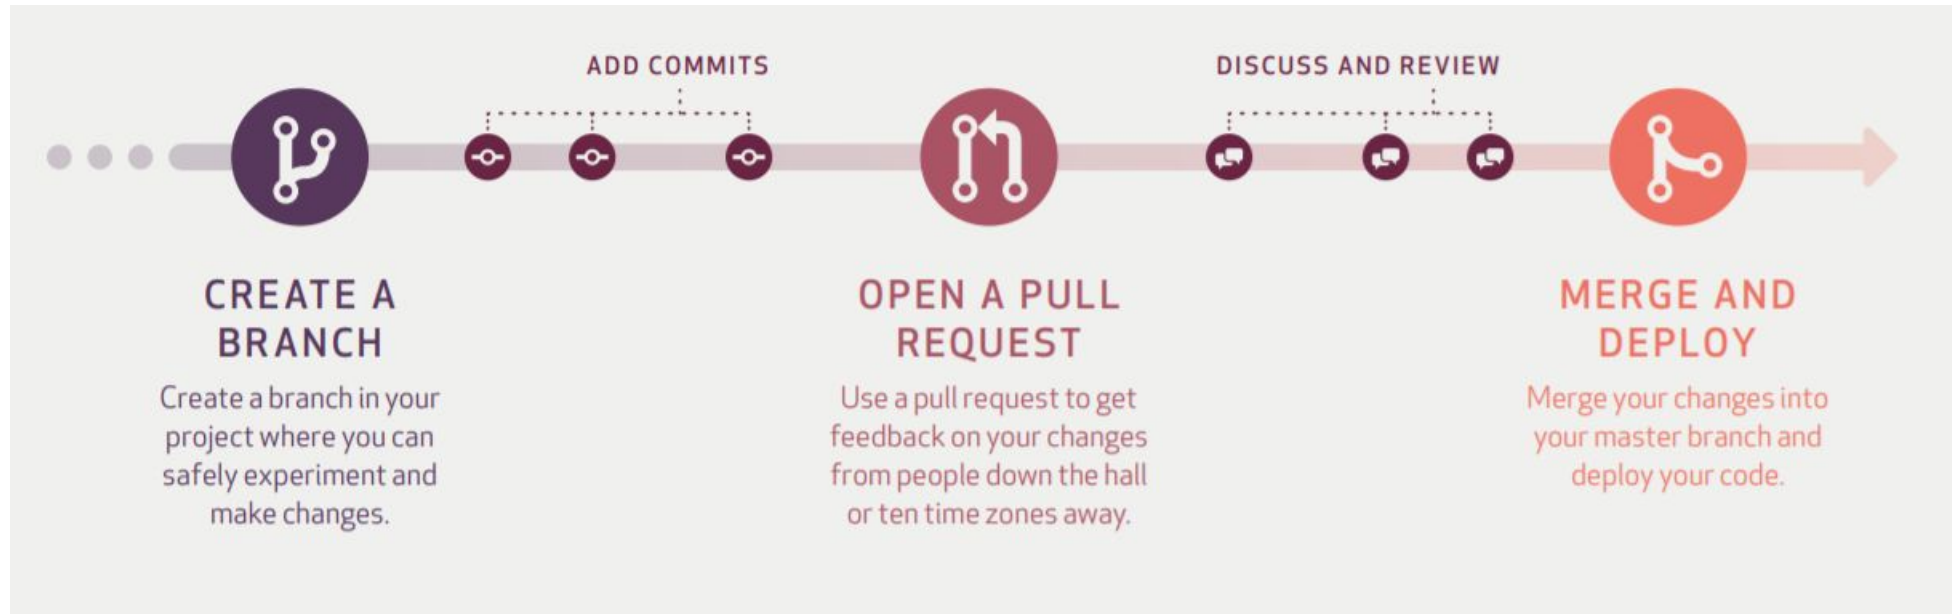 ADD COMMITS
DISCUSS AND REVIEW
CREATE A
BRANCH
Create a branch in your
project where you can
safely experiment and
make changes.
OPEN A PULL
REQUEST
Use a pull request to get
feedback on your changes
from people down the hall
or ten time zones away.
MERGE AND
DEPLOY
Merge your changes into
your master branch and
deploy your code.